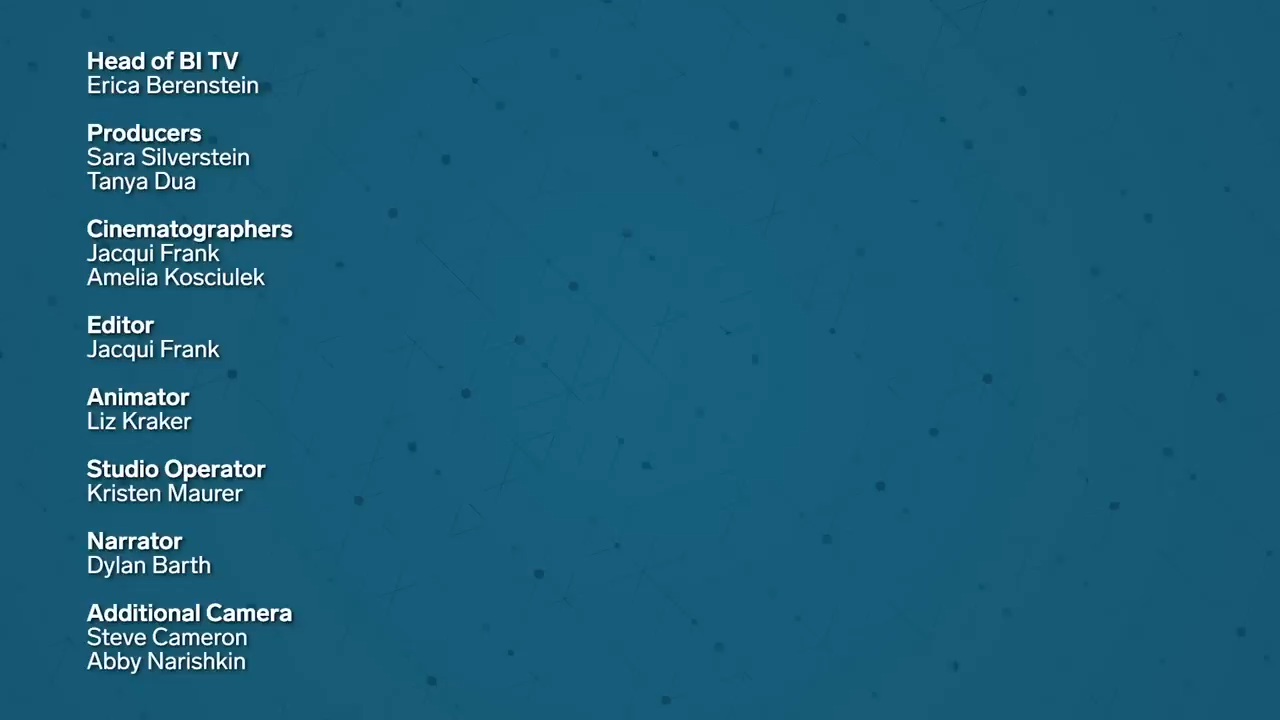 Head of BI TV
Erica Berenstein
Producers
Sara Silverstein
Tanya Dua
Cinematographers
Jacqui Frank
Amelia Kosciulek
Editor
Jacqui Frank
Animator
Liz Kraker
Studio Operator
Kristen Maurer
Narrator
Dylan Barth
Additional Camera
Steve Cameron
Abby Narishkin